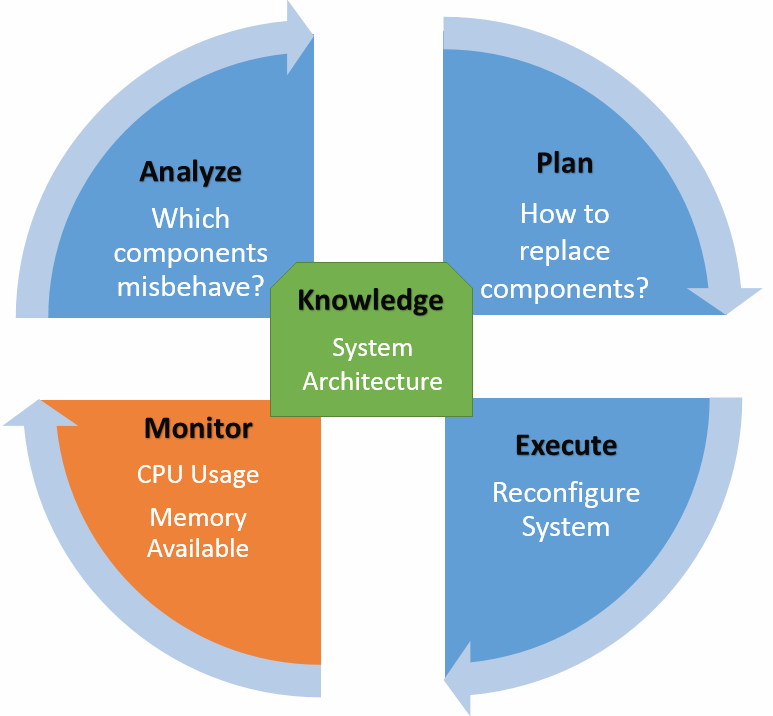 Analyze
Which
components
misbehave?
Plan
How to
replace
components?
Knowledge
System
Architecture
Monitor
CPU Usage
Memory
Available
Execute
Reconfigure
System